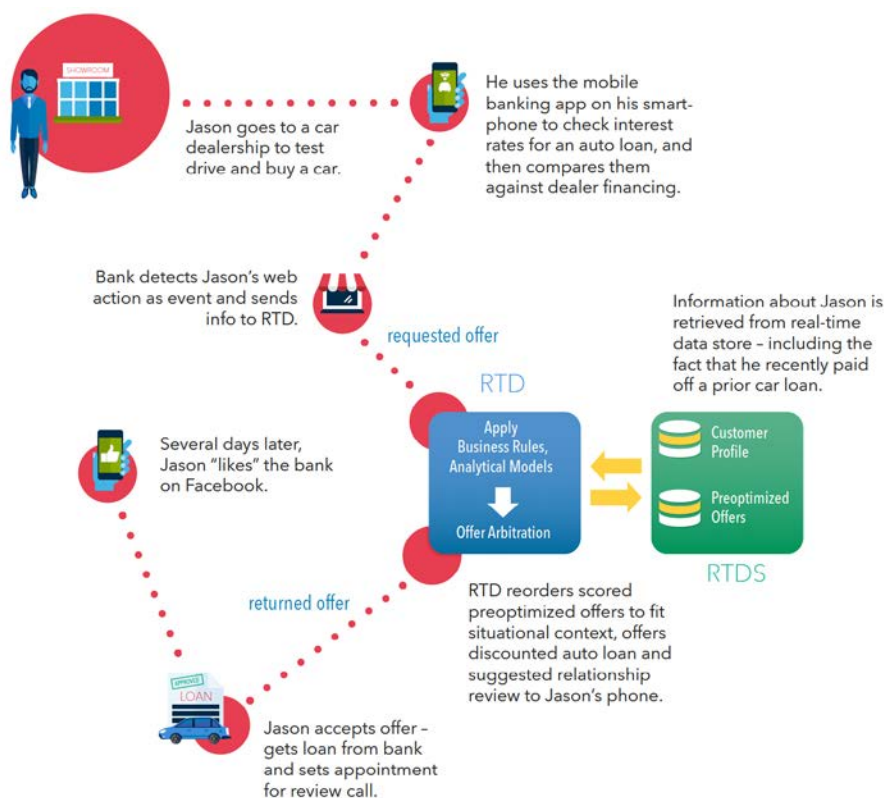 SHOWROOM
Jason goes to a car
dealership to test
drive and buy a car.
He uses the mobile
banking app on his smart-
phone to check interest
rates for an auto loan, and
then compares them
against dealer financing.
Bank detects Jason's web
action as event and sends
info to RTD.
requested offer
Information about Jason is
retrieved from real-time
data store – including the
fact that he recently paid
off a prior car loan.
RTD
Apply
Business Rules,
Analytical Models
Offer Arbitration
Customer
Profile
Preoptimized
Offers
RTDS
RTD reorders scored
preoptimized offers to fit
situational context, offers
discounted auto loan and
suggested relationship
review to Jason's phone.
returned offer
APPROVED
LOAN
Jason accepts offer –
gets loan from bank
and sets appointment
for review call.
Several days later,
Jason "likes" the bank
on Facebook.